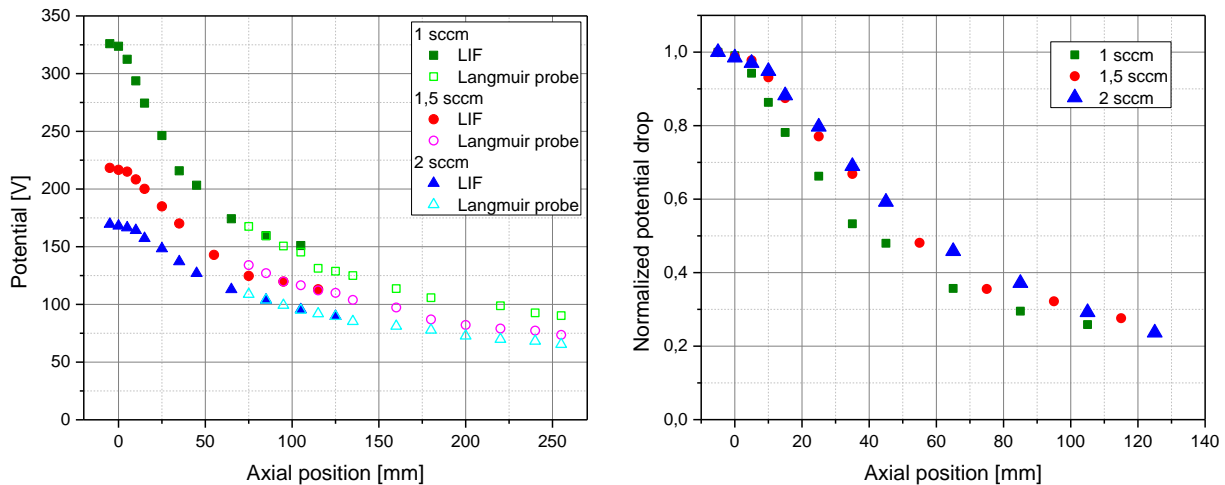 350
300
250
200
150
100
50
0
Potential [V]
0 50 100 150 200 250
Axial position [mm]
1 sccm
LIF
Langmuir probe
1,5 sccm
LIF
Langmuir probe
2 sccm
LIF
Langmuir probe
1,0
0,8
0,6
0,4
0,2
0,0
Normalized potential drop
0 20 40 60 80 100 120 140
Axial position [mm]
1 sccm
1,5 sccm
2 sccm